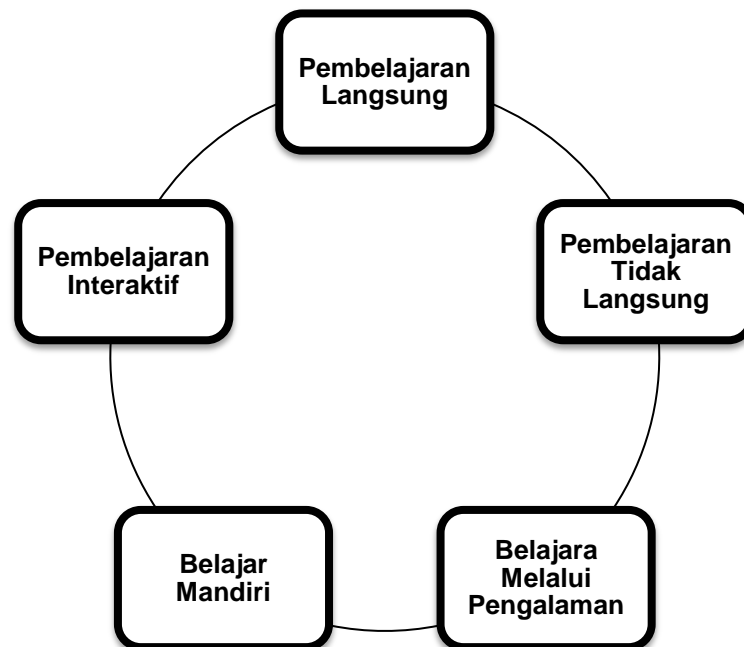 Pembelajaran
Langsung
Pembelajaran
Tidak
Langsung
Belajara
Melalui
Pengalaman
Belajar
Mandiri
Pembelajaran
Interaktif